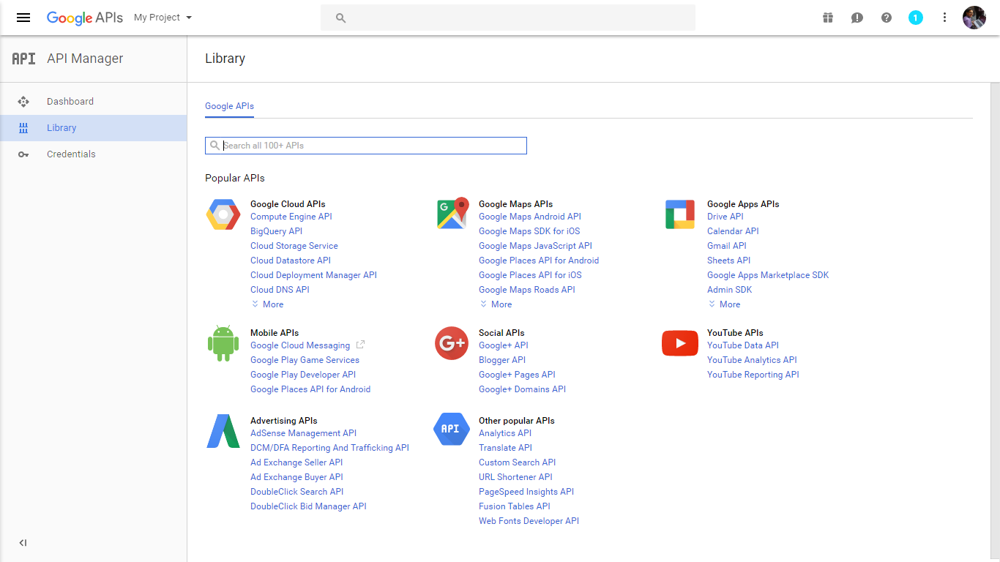 Google APIs My Project 1
API API Manager
Library
Dashboard
Library
Credentials
Google APIs
Search all 100+ APIs
Popular APIs
Google Cloud APIs
Compute Engine API
BigQuery API
Cloud Storage Service
Cloud Datastore API
Cloud Deployment Manager API
Cloud DNS API
More
G
Google Maps APIs
Google Maps Android API
Google Maps SDK for iOS
Google Maps JavaScript API
Google Places API for Android
Google Places API for iOS
Google Maps Roads API
More
Google Apps APIs
Drive API
Calendar API
Gmail API
Sheets API
Google Apps Marketplace SDK
Admin SDK
More
Mobile APIs
Google Cloud Messaging
Google Play Game Services
Google Play Developer API
Google Places API for Android
G+
Social APIs
Google+ API
Blogger API
Google+ Pages API
Google+ Domains API
YouTube APIs
YouTube Data API
YouTube Analytics API
YouTube Reporting API
Advertising APIs
AdSense Management API
DCM/DFA Reporting And Trafficking API
Ad Exchange Seller API
Ad Exchange Buyer API
DoubleClick Search API
DoubleClick Bid Manager API
API
Other popular APIs
Analytics API
Translate API
Custom Search API
URL Shortener API
PageSpeed Insights API
Fusion Tables API
Web Fonts Developer API